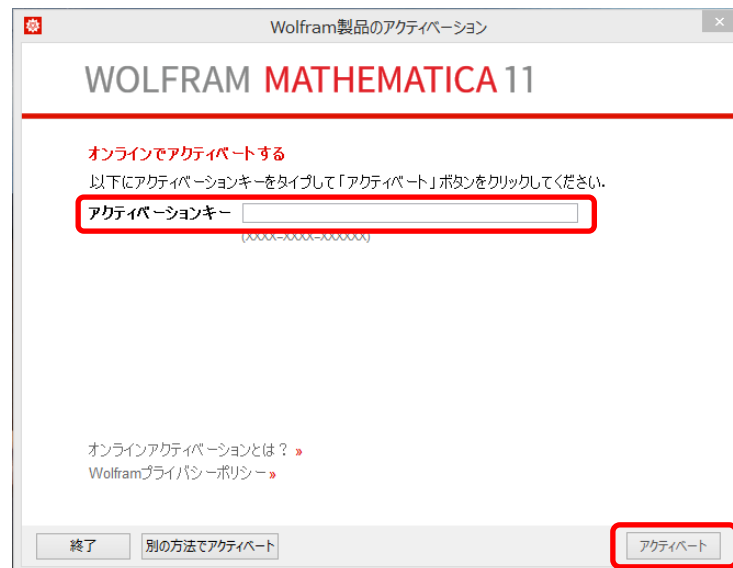 Wolfram製品のアクティベーション
WOLFRAM MATHEMATICA 11
オンラインでアクティベートする
以下にアクティベーションキーをタイプして「アクティベート」ボタンをクリックしてください.
アクティベーションキー
(XXXX-XXXX-XXXXXX)
オンラインアクティベーションとは? »
Wolframプライバシーポリシー »
終了 別の方法でアクティベート アクティベート